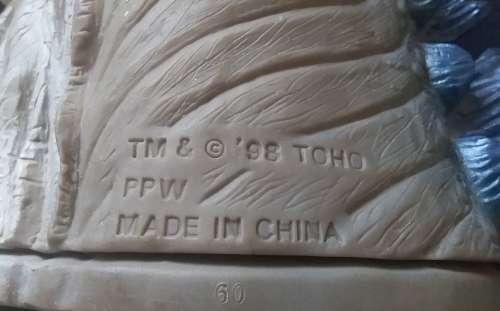 TM & © '98 TOHO
PPW
MADE IN CHINA
60